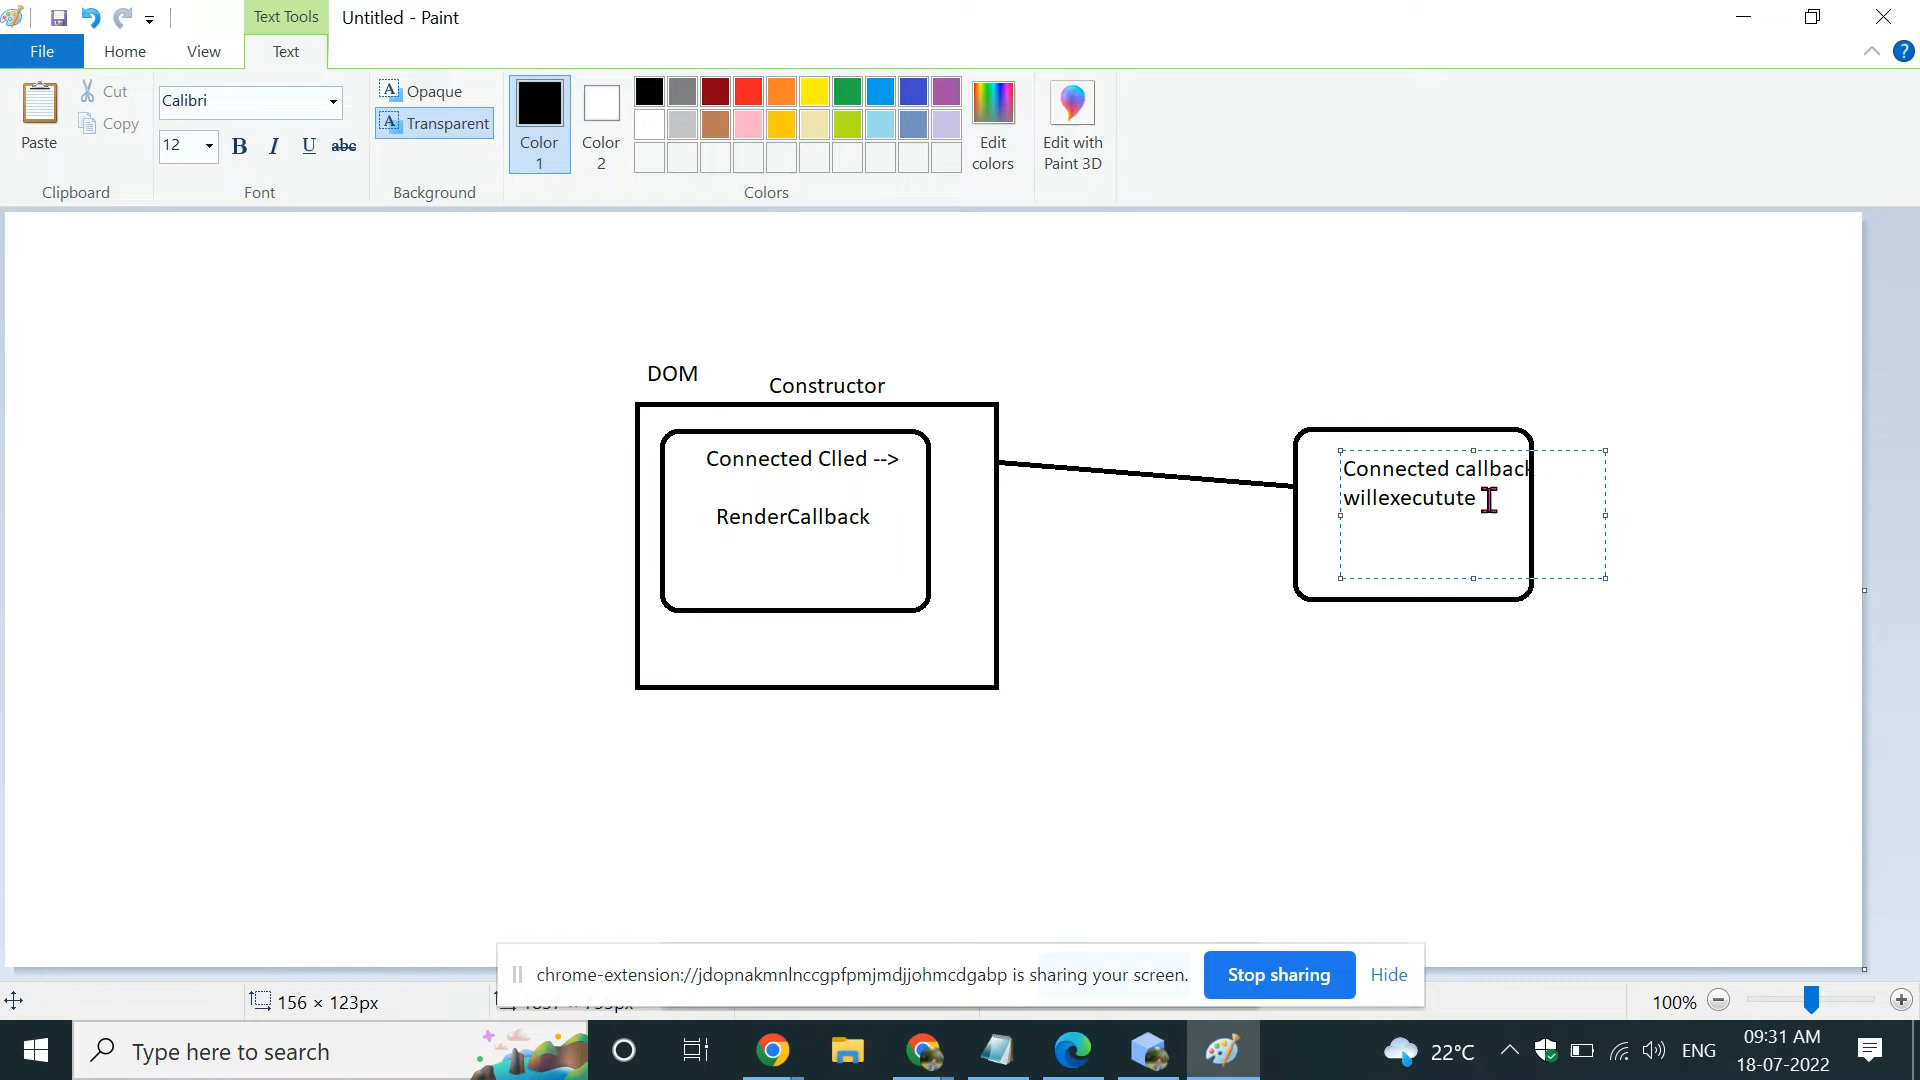 Text Tools
Untitled - Paint
File
Home
View
Text
Paste
Cut
Copy
Clipboard
Calibri
12
B I U abc
Font
A Opaque
A Transparent
Background
Color 1
Color 2
Edit colors
Colors
Edit with Paint 3D
DOM
Constructor
Connected Clled -->
RenderCallback
Connected callback
willexecutute
chrome-extension://jdopnakmnlnccgpfpmjmdjjohmcdgabp is sharing your screen.
Stop sharing
Hide
156 × 123px
100%
Type here to search
22°C
ENG
09:31 AM
18-07-2022